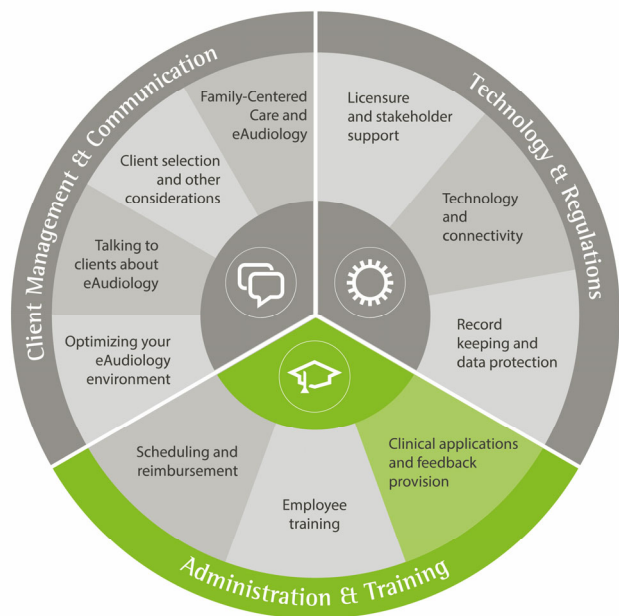 Client Management & Communication
Family-Centered
Care and
eAudiology
Client selection
and other
considerations
Talking to
clients about
eAudiology
Optimizing your
eAudiology
environment
Technology & Regulations
Licensure
and stakeholder
support
Technology
and
connectivity
Record
keeping and
data protection
Clinical applications
and feedback
provision
Employee
training
Scheduling and
reimbursement
Administration & Training